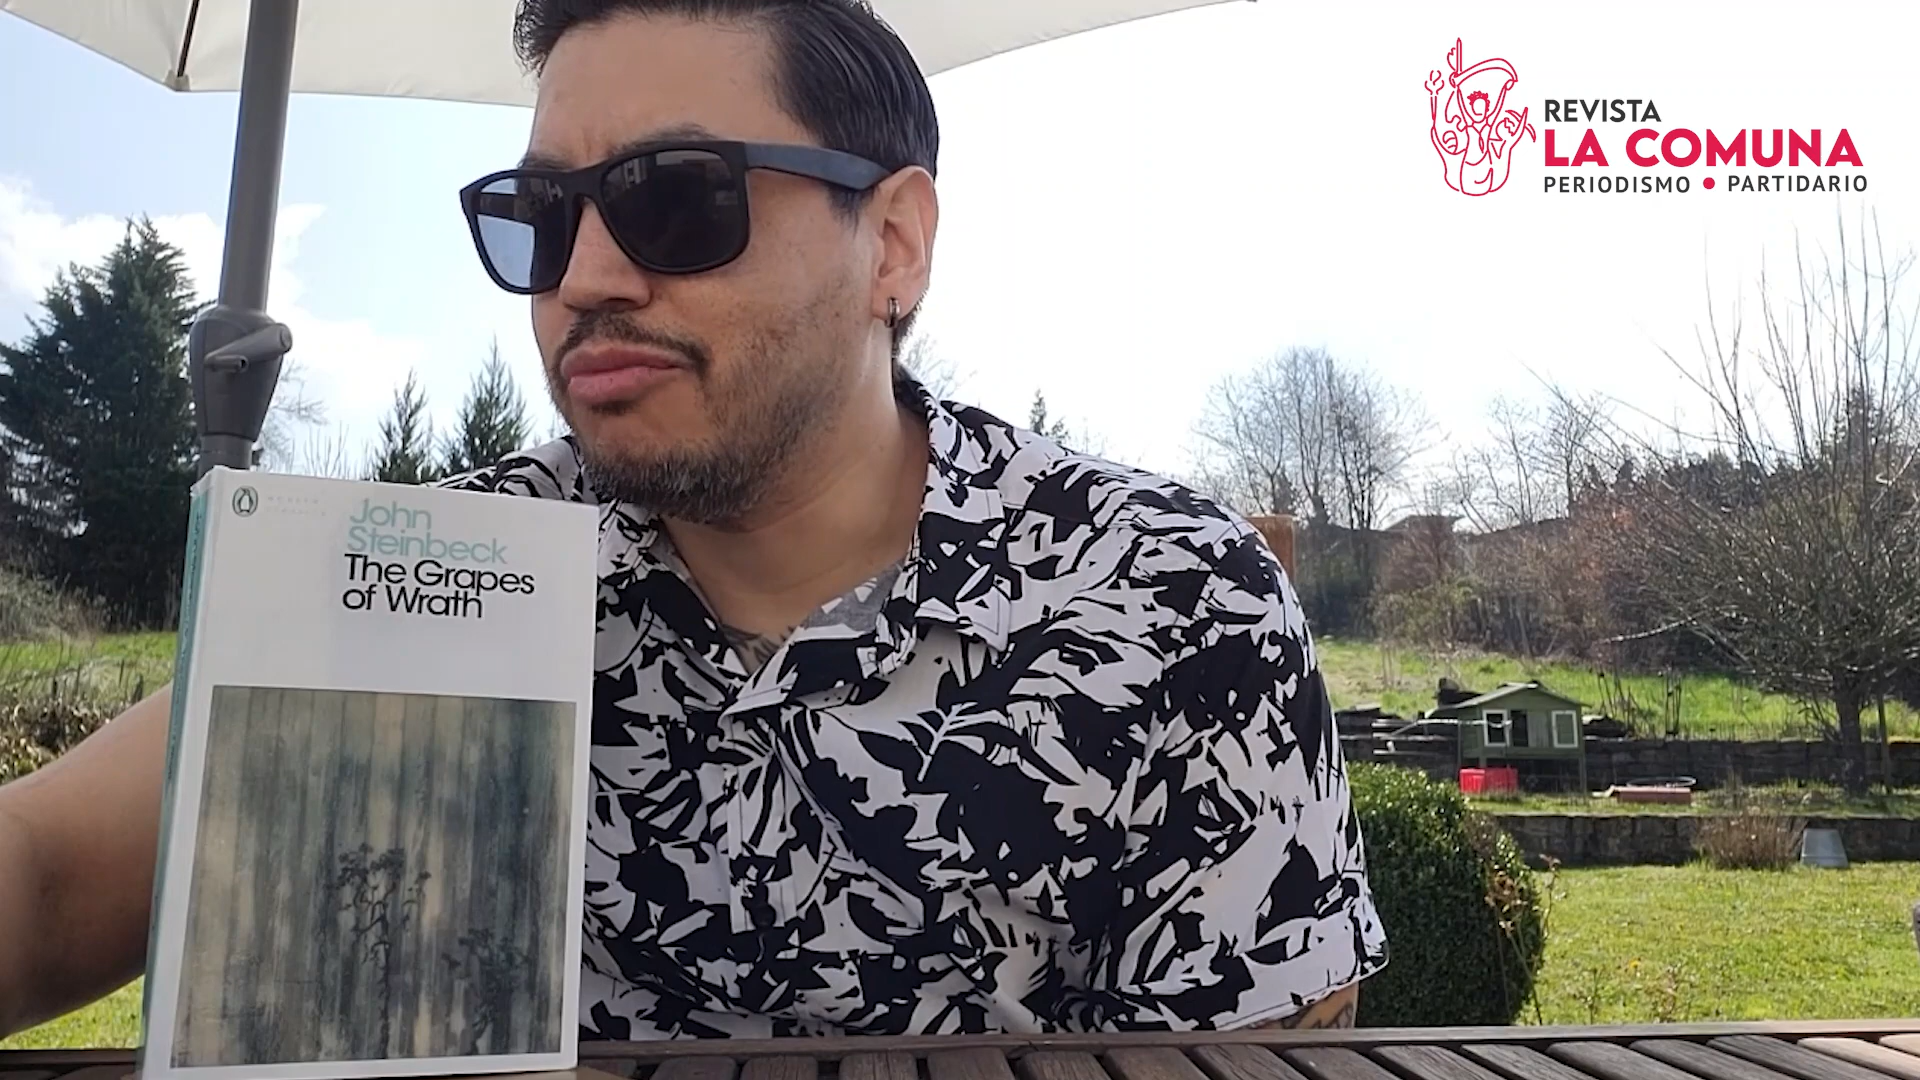 REVISTA
LA COMUNA
PERIODISMO • PARTIDARIO
John
Steinbeck
The Grapes
of Wrath